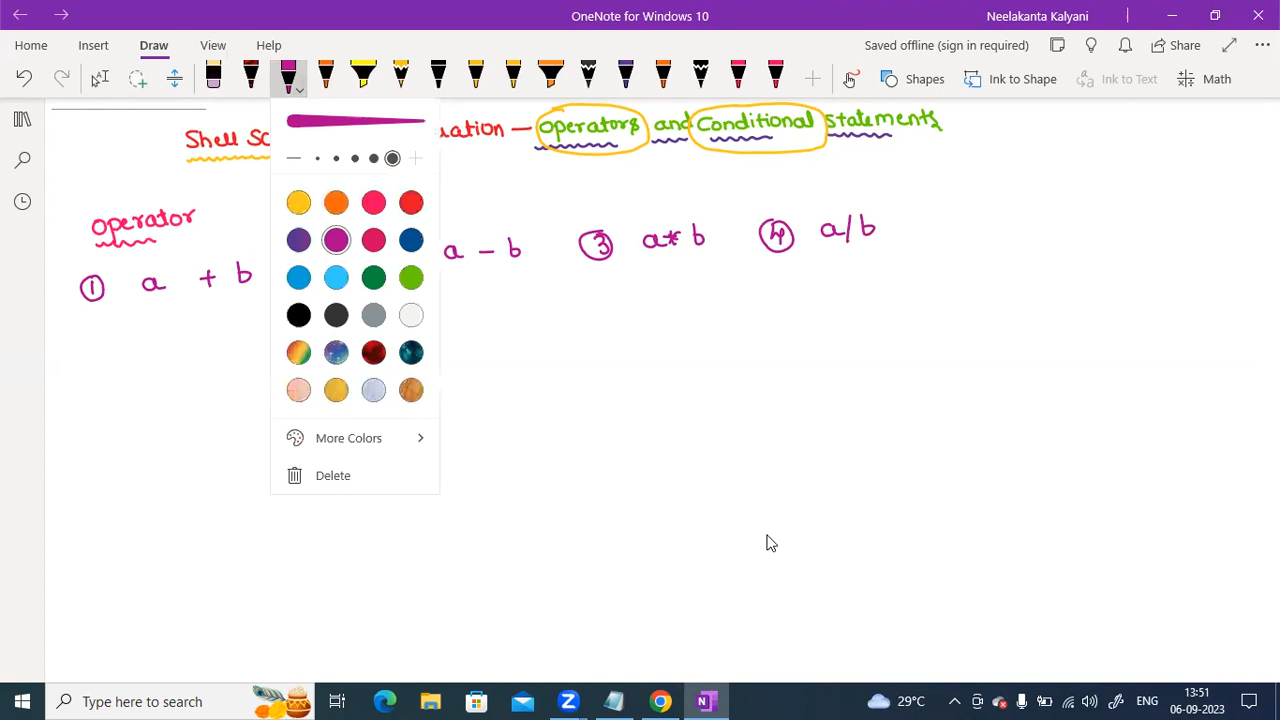 OneNote for Windows 10
Neelakanta Kalyani
Home Insert Draw View Help
Saved offline (sign in required)
Share
Shapes
Ink to Shape
Ink to Text
Math
Shell Sc
uation — Operators and Conditional statements
Operator
① a + b
a - b
③ a* b
④ a/b
More Colors
Delete
Type here to search
29°C
ENG
13:51
06-09-2023